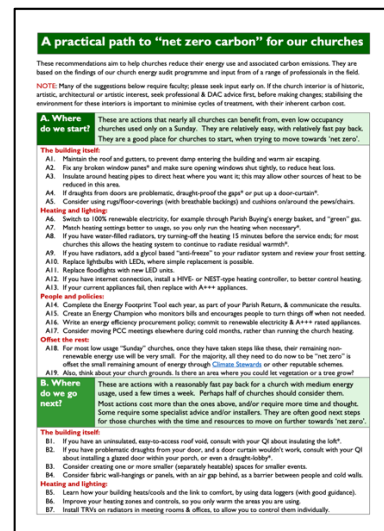 A practical path to “net zero carbon” for our churches
These recommendations aim to help churches reduce their energy use and associated carbon emissions. They are
based on the findings of our church energy audit programme and input from of a range of professionals in the field.
NOTE: Many of the suggestions below require faculty; please seek input early on. If the church interior is of historic,
artistic, architectural or artistic interest, seek professional & DAC advice first, before making changes; stabilising the
environment for these interiors is important to minimise cycles of treatment, with their inherent carbon cost.
A. Where
do we start?
These are actions that nearly all churches can benefit from, even low occupancy
churches used only on a Sunday. They are relatively easy, with relatively fast pay back.
They are a good place for churches to start, when trying to move towards ‘net zero’.
The building itself:
A1. Maintain the roof and gutters, to prevent damp entering the building and warm air escaping.
A2. Fix any broken window panes* and make sure opening windows shut tightly, to reduce heat loss.
A3. Insulate around heating pipes to direct heat where you want it; this may allow other sources of heat to be
reduced in this area.
A4. If draughts from doors are problematic, draught-proof the gaps* or put up a door-curtain*.
A5. Consider using rugs/floor-coverings (with breathable backings) and cushions on/around the pews/chairs.
Heating and lighting:
A6. Switch to 100% renewable electricity, for example through Parish Buying’s energy basket, and “green” gas.
A7. Match heating settings better to usage, so you only run the heating when necessary*.
A8. If you have water-filled radiators, try turning-off the heating 15 minutes before the service ends; for most
churches this allows the heating system to continue to radiate residual warmth*.
A9. If you have radiators, add a glycol based “anti-freeze” to your radiator system and review your frost setting.
A10. Replace lightbulbs with LEDs, where simple replacement is possible.
A11. Replace floodlights with new LED units.
A12. If you have internet connection, install a HIVE- or NEST-type heating controller, to better control heating.
A13. If your current appliances fail, then replace with A+++ appliances.
People and policies:
A14. Complete the Energy Footprint Tool each year, as part of your Parish Return, & communicate the results.
A15. Create an Energy Champion who monitors bills and encourages people to turn things off when not needed.
A16. Write an energy efficiency procurement policy; commit to renewable electricity & A+++ rated appliances.
A17. Consider moving PCC meetings elsewhere during cold months, rather than running the church heating.
Offset the rest:
A18. For most low usage “Sunday” churches, once they have taken steps like these, their remaining non-
renewable energy use will be very small. For the majority, all they need to do now to be “net zero” is
offset the small remaining amount of energy through Climate Stewards or other reputable schemes.
A19. Also, think about your church grounds. Is there an area where you could let vegetation or a tree grow?
B. Where
do we go
next?
These are actions with a reasonably fast pay back for a church with medium energy
usage, used a few times a week. Perhaps half of churches should consider them.
Most actions cost more than the ones above, and/or require more time and thought.
Some require some specialist advice and/or installers. They are often good next steps
for those churches with the time and resources to move on further towards ‘net zero’.
The building itself:
B1. If you have an uninsulated, easy-to-access roof void, consult with your QI about insulating the loft*.
B2. If you have problematic draughts from your door, and a door curtain wouldn’t work, consult with your QI
about installing a glazed door within your porch, or even a draught-lobby*.
B3. Consider creating one or more smaller (separately heatable) spaces for smaller events.
B4. Consider fabric wall-hangings or panels, with an air gap behind, as a barrier between people and cold walls.
Heating and lighting:
B5. Learn how your building heats/cools and the link to comfort, by using data loggers (with good guidance).
B6. Improve your heating zones and controls, so you only warm the areas you are using.
B7. Install TRVs on radiators in meeting rooms & offices, to allow you to control them individually.